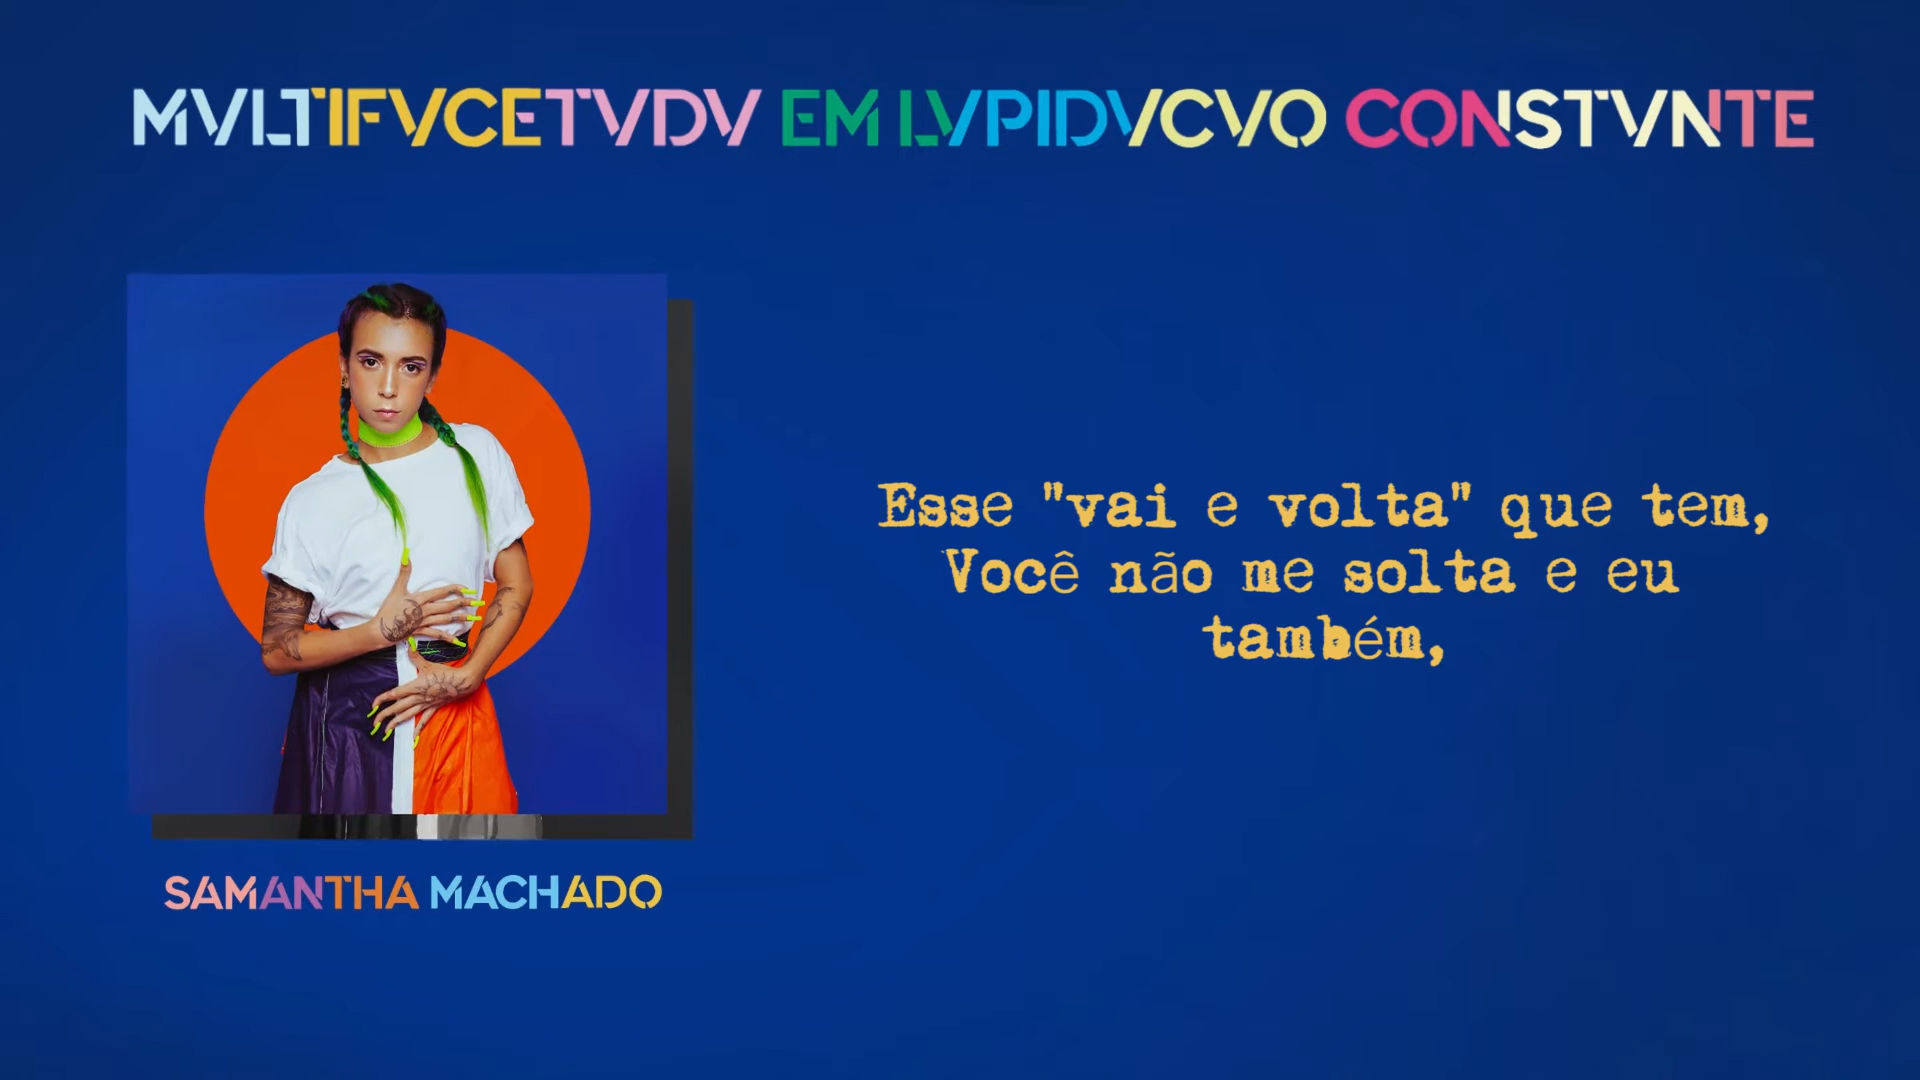 MVLTIFVCETVDV EM LVPIDVCVO CONSTVNTE
Esse "vai e volta" que tem,
Você não me solta e eu
também,
SAMANTHA MACHADO